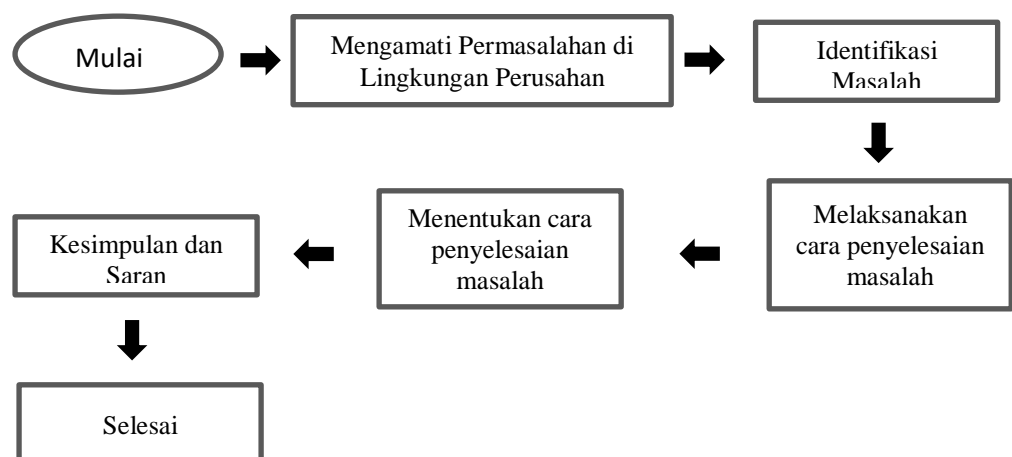 Mulai
Mengamati Permasalahan di
Lingkungan Perusahan
Identifikasi
Masalah
Melaksanakan
cara penyelesaian
masalah
Menentukan cara
penyelesaian
masalah
Kesimpulan dan
Saran
Selesai